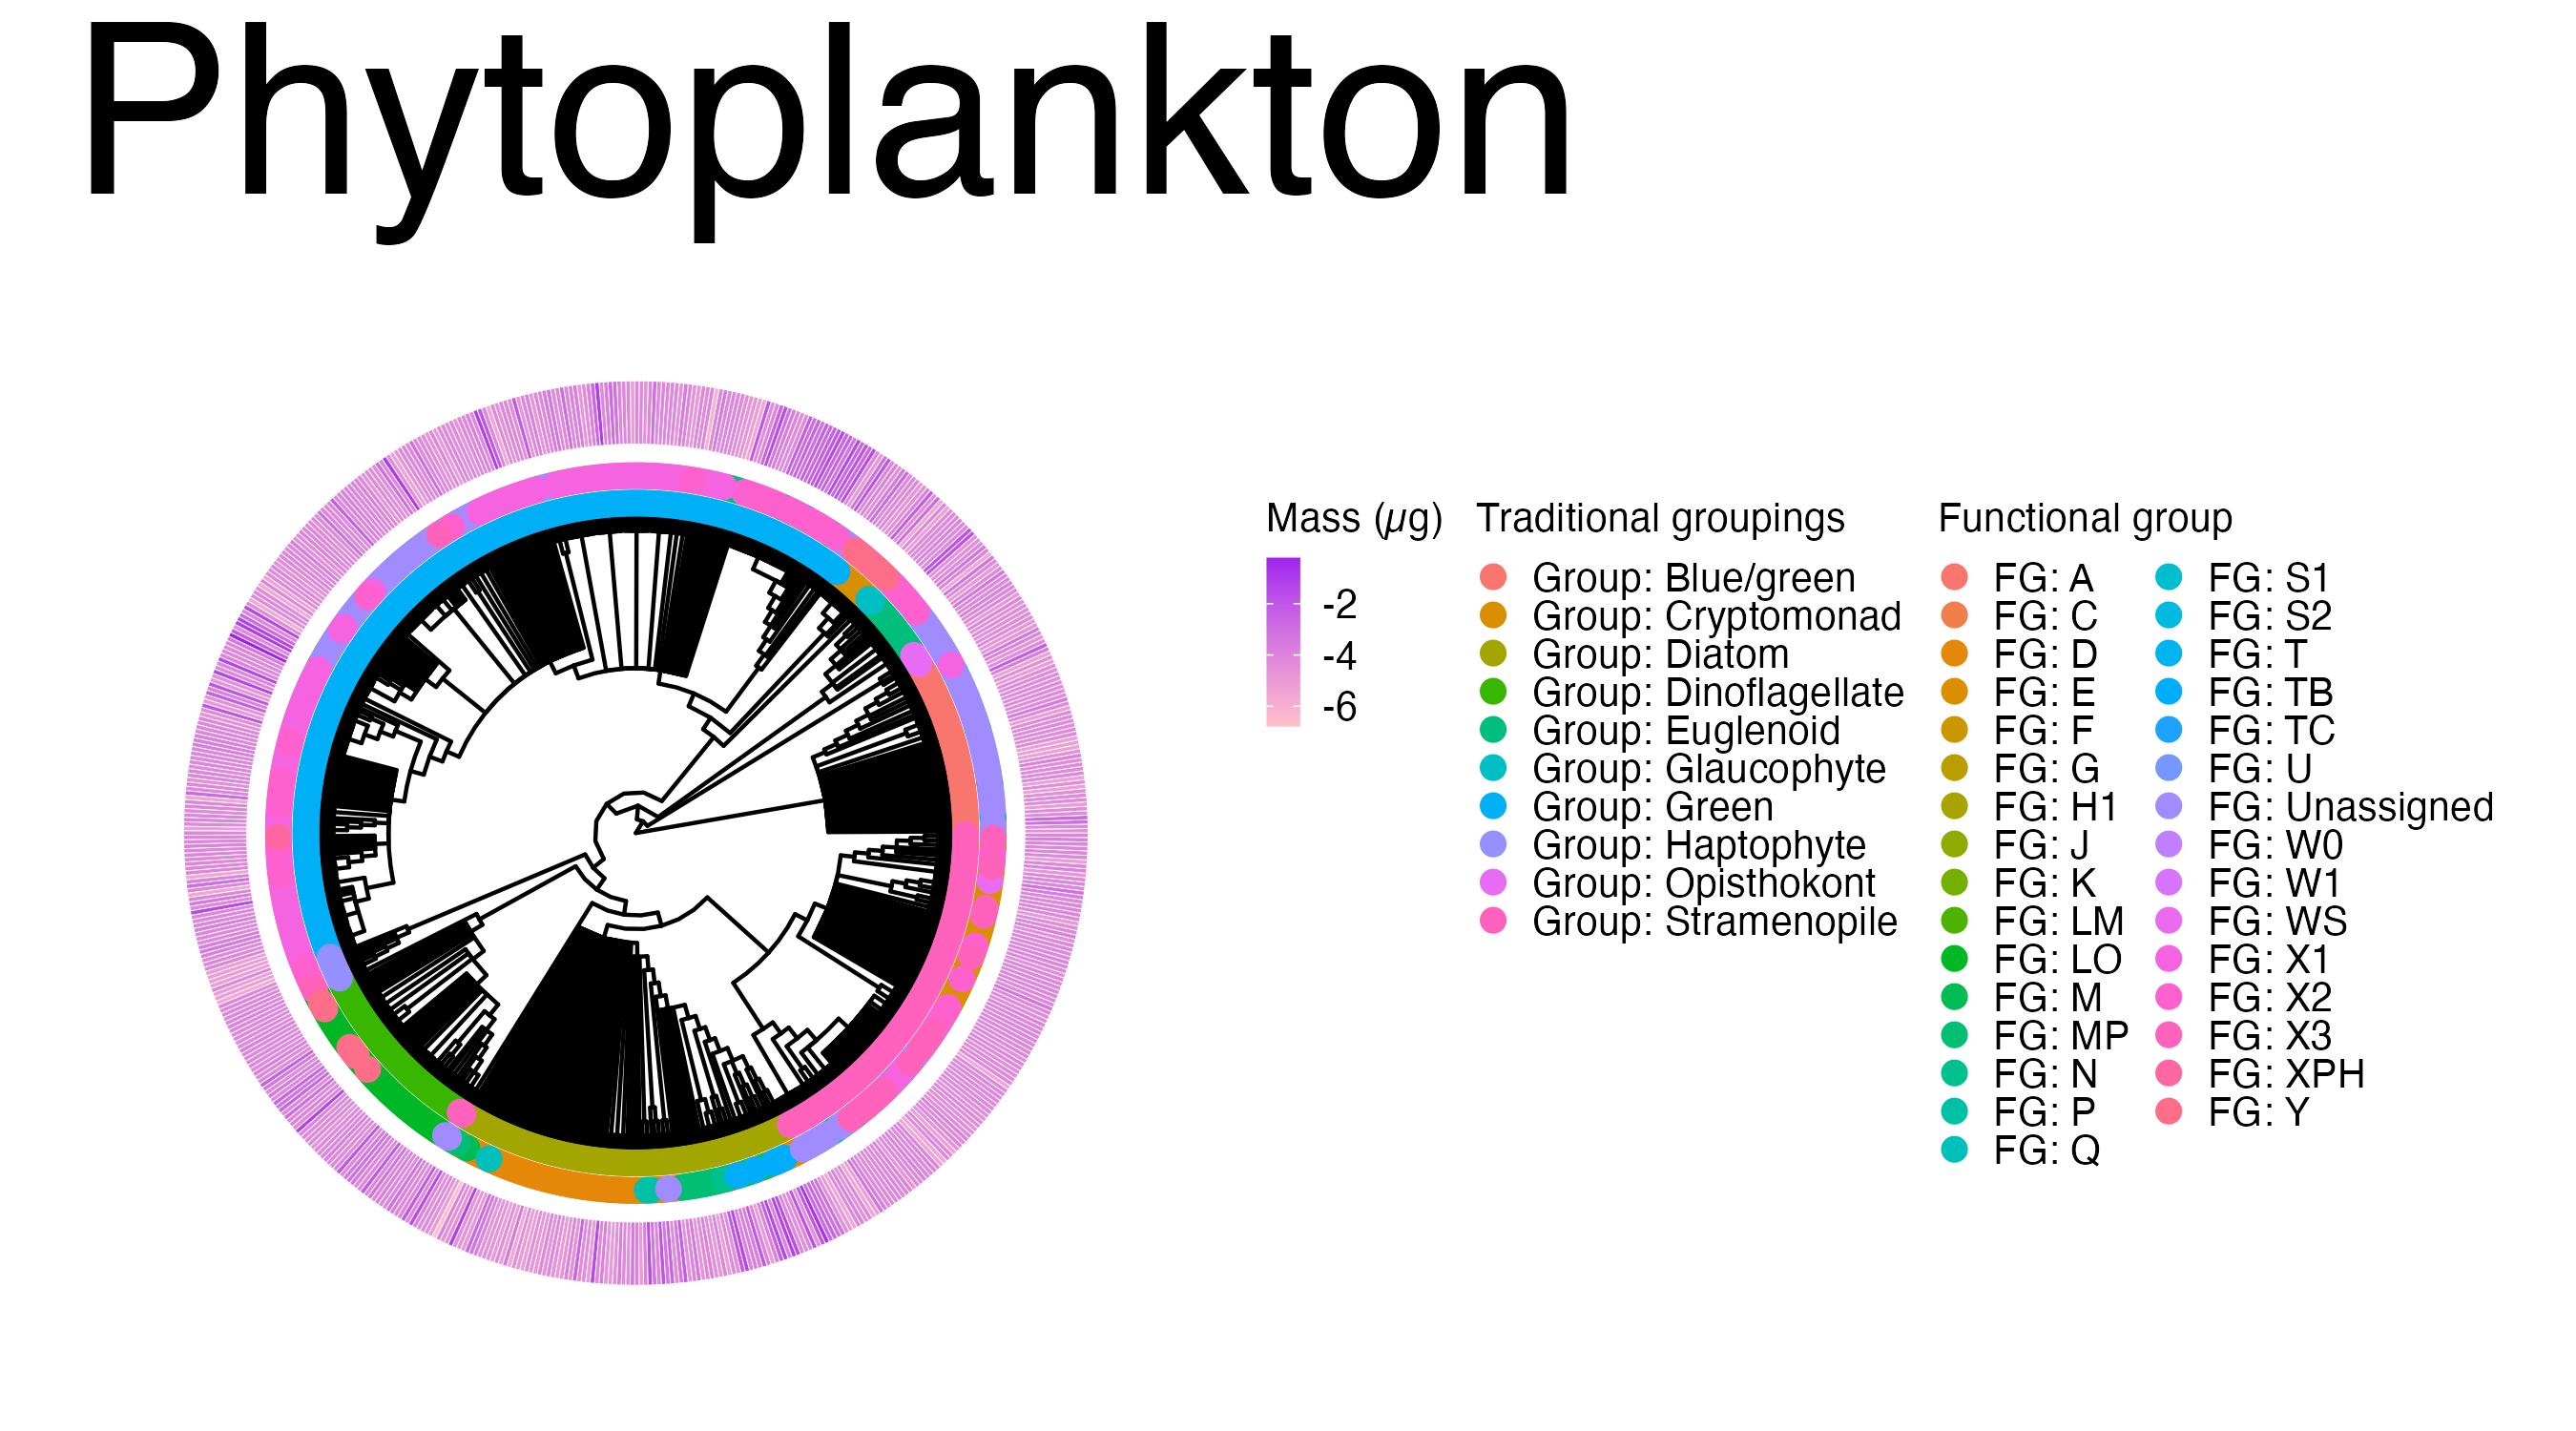 Phytoplankton
Mass (µg)
-2
-4
-6
Traditional groupings
Group: Blue/green
Group: Cryptomonad
Group: Diatom
Group: Dinoflagellate
Group: Euglenoid
Group: Glaucophyte
Group: Green
Group: Haptophyte
Group: Opisthokont
Group: Stramenopile
Functional group
FG: A
FG: C
FG: D
FG: E
FG: F
FG: G
FG: H1
FG: J
FG: K
FG: LM
FG: LO
FG: M
FG: MP
FG: N
FG: P
FG: Q
FG: S1
FG: S2
FG: T
FG: TB
FG: TC
FG: U
FG: Unassigned
FG: W0
FG: W1
FG: WS
FG: X1
FG: X2
FG: X3
FG: XPH
FG: Y